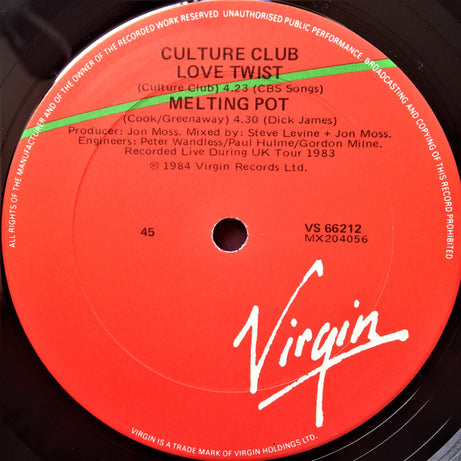 ALL RIGHTS OF THE MANUFACTURER AND OF THE OWNER OF THE RECORDED WORK RESERVED. UNAUTHORISED PUBLIC PERFORMANCE, BROADCASTING AND COPYING OF THIS RECORD PROHIBITED
CULTURE CLUB
LOVE TWIST
(Culture Club) 4.23 (CBS Songs)
MELTING POT
(Cook/Greenaway) 4.30 (Dick James)
Producer: Jon Moss. Mixed by: Steve Levine + Jon Moss.
Engineers: Peter Wandless/Paul Hulme/Gordon Milne.
Recorded Live During UK Tour 1983
℗ 1984 Virgin Records Ltd.
45
VS 66212
MX204056
Virgin
VIRGIN IS A TRADE MARK OF VIRGIN HOLDINGS LTD.